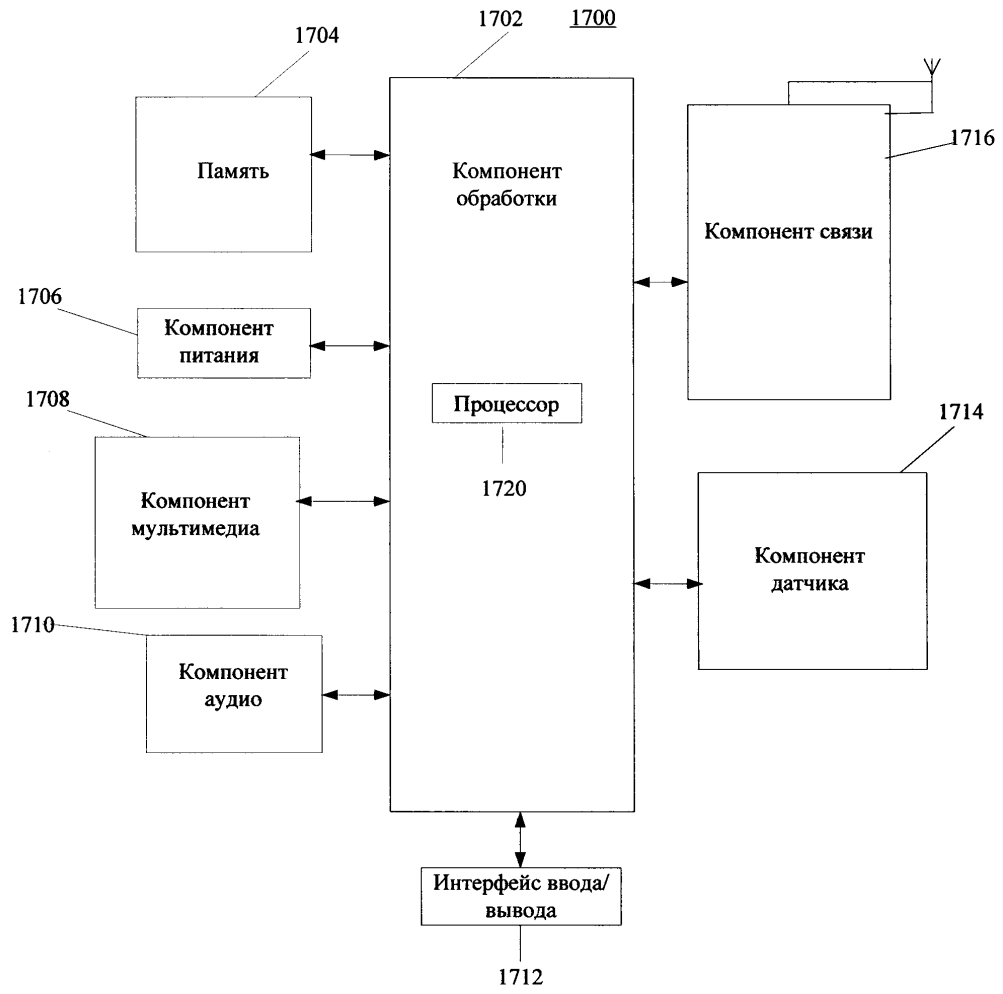 1702
1700
1704
Память
Компонент
обработки
1716
Компонент связи
1706
Компонент
питания
1708
Процессор
1714
1720
Компонент
мультимедиа
Компонент
датчика
1710
Компонент
аудио
Интерфейс ввода/
вывода
1712